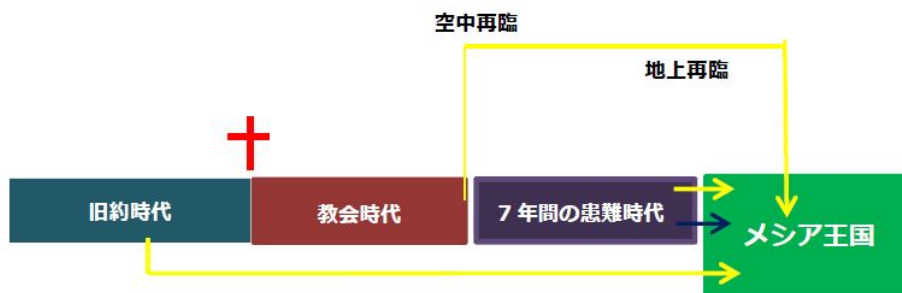 空中再臨
地上再臨
旧約時代
教会時代
7年間の患難時代
メシア王国